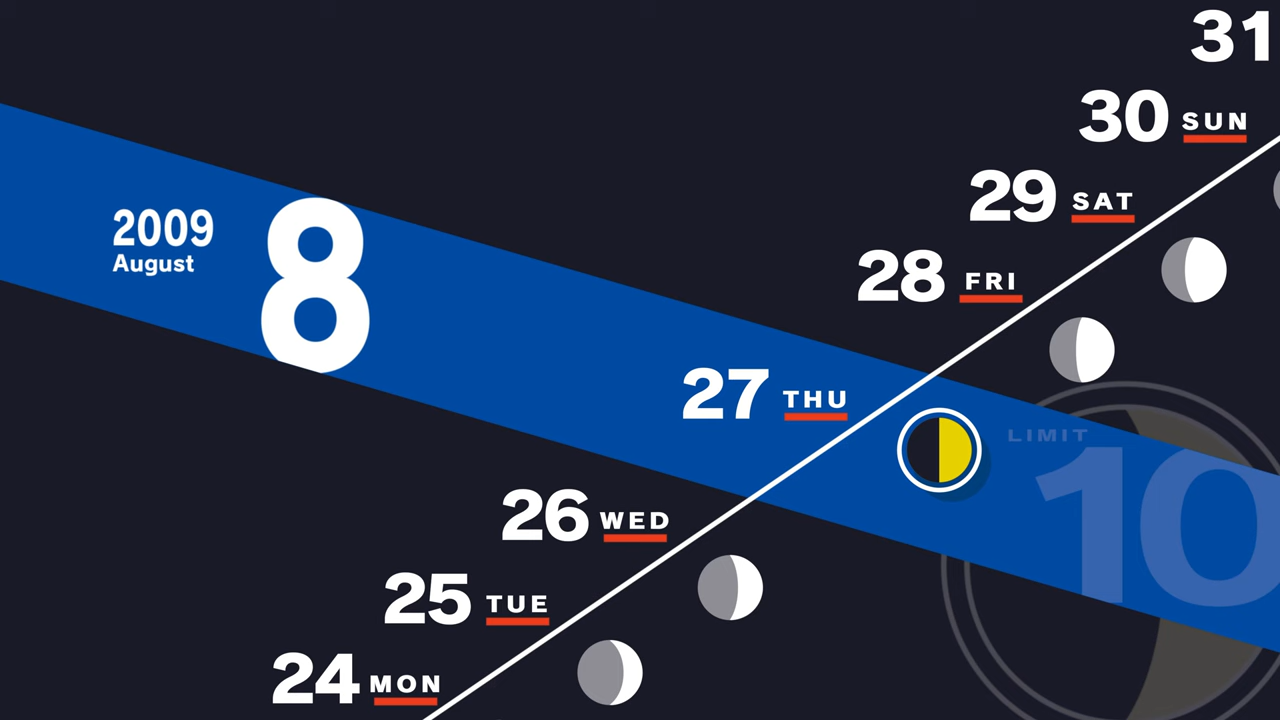 2009
August
8
31
30 SUN
29 SAT
28 FRI
27 THU
26 WED
25 TUE
24 MON
LIMIT
10